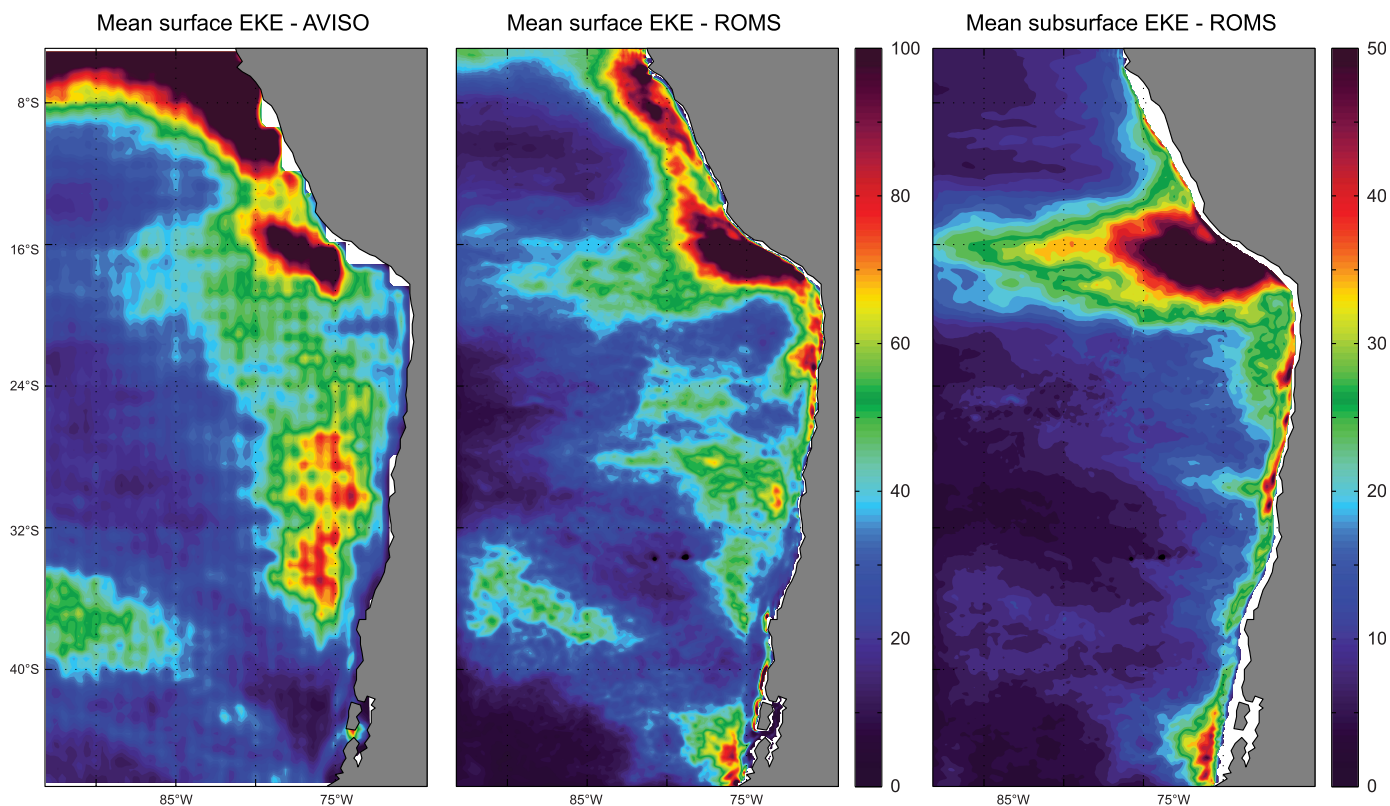 Mean surface EKE - AVISO
Mean surface EKE - ROMS
Mean subsurface EKE - ROMS
8°S
16°S
24°S
32°S
40°S
85°W
75°W
85°W
75°W
100
80
60
40
20
0
85°W
75°W
50
40
30
20
10
0